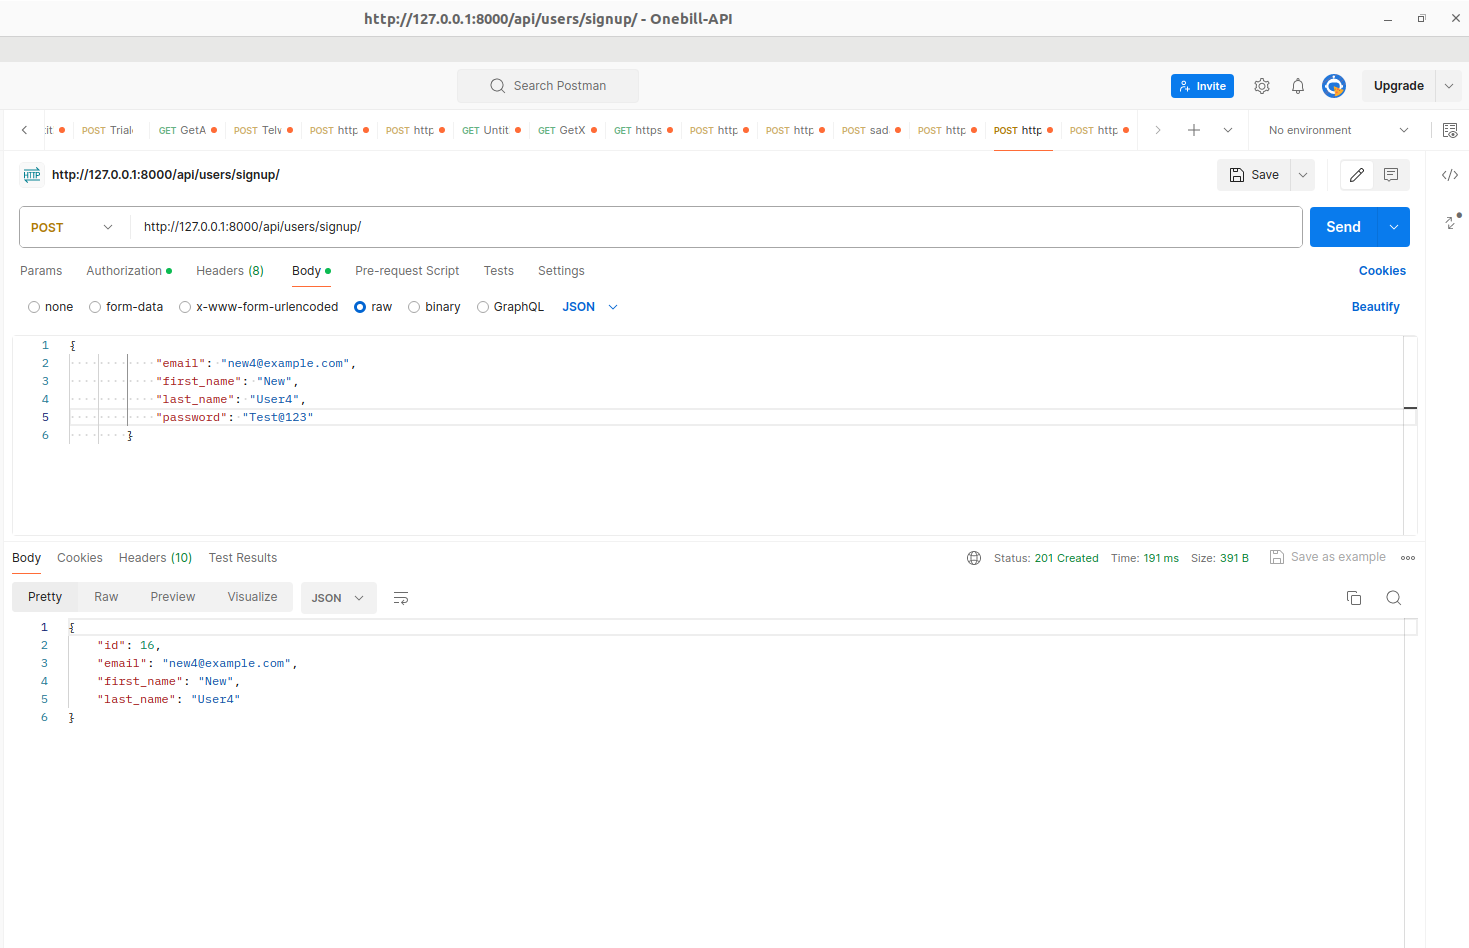 http://127.0.0.1:8000/api/users/signup/ - Onebill-API
Search Postman
Invite
Upgrade
it
POST Trial
GET GetA
POST Telv
POST http
POST http
GET Untit
GET GetX
GET https
POST http
POST http
POST sad
POST http
POST http
POST http
No environment
HTTP http://127.0.0.1:8000/api/users/signup/
Save
POST http://127.0.0.1:8000/api/users/signup/
Send
Params Authorization Headers (8) Body Pre-request Script Tests Settings Cookies
none form-data x-www-form-urlencoded raw binary GraphQL JSON Beautify
1 {
2 "email": "new4@example.com",
3 "first_name": "New",
4 "last_name": "User4",
5 "password": "Test@123"
6 }
Body Cookies Headers (10) Test Results Status: 201 Created Time: 191 ms Size: 391 B Save as example
Pretty Raw Preview Visualize JSON
1 {
2 "id": 16,
3 "email": "new4@example.com",
4 "first_name": "New",
5 "last_name": "User4"
6 }